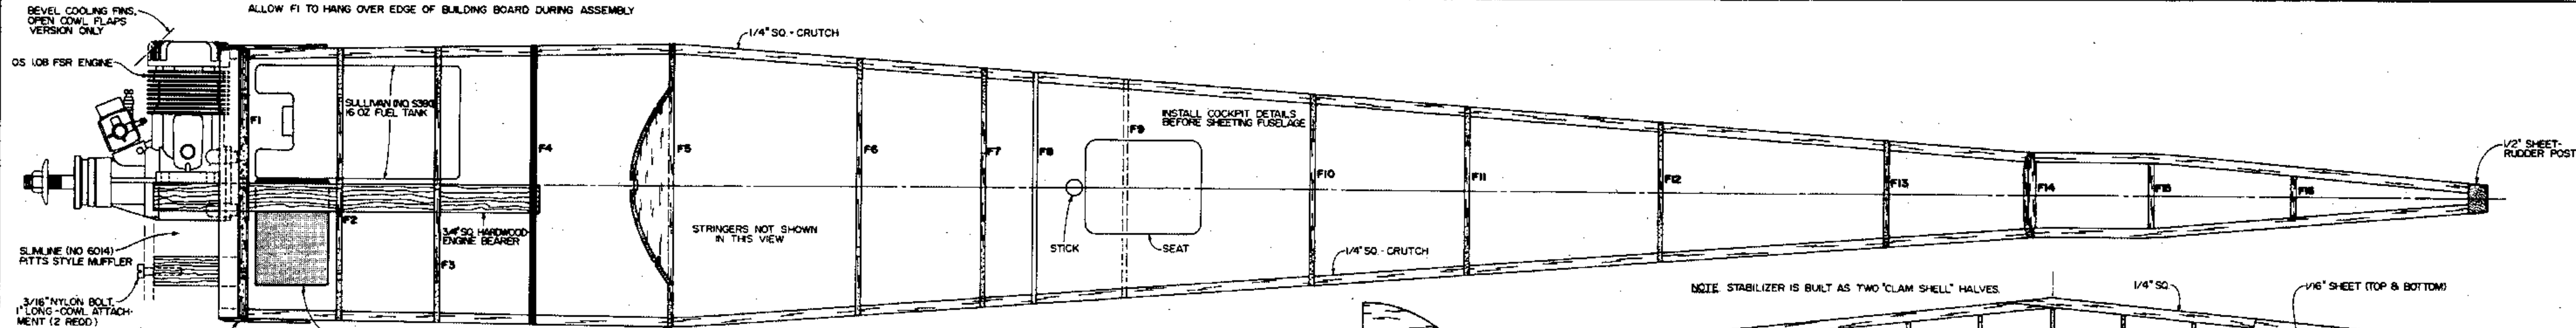 ALLOW F1 TO HANG OVER EDGE OF BUILDING BOARD DURING ASSEMBLY
BEVEL COOLING FINS,
OPEN COWL FLAPS
VERSION ONLY
OS 1.08 FSR ENGINE
F1
SULLIVAN (NO S390)
16 OZ FUEL TANK
F2
3/4" SQ. HARDWOOD
ENGINE BEARER
F3
SLIMLINE (NO 6014)
PITTS STYLE MUFFLER
3/16" NYLON BOLT,
1" LONG-COWL ATTACH-
MENT (2 REQD)
F4
F5
STRINGERS NOT SHOWN
IN THIS VIEW
1/4" SQ. - CRUTCH
F6
F7
F8
F9
INSTALL COCKPIT DETAILS
BEFORE SHEETING FUSELAGE
STICK
SEAT
F10
1/4" SQ. - CRUTCH
F11
F12
F13
F14
F15
F16
1/2" SHEET-
RUDDER POST
NOTE STABILIZER IS BUILT AS TWO "CLAM SHELL" HALVES.
1/4" SQ
1/16" SHEET (TOP & BOTTOM)